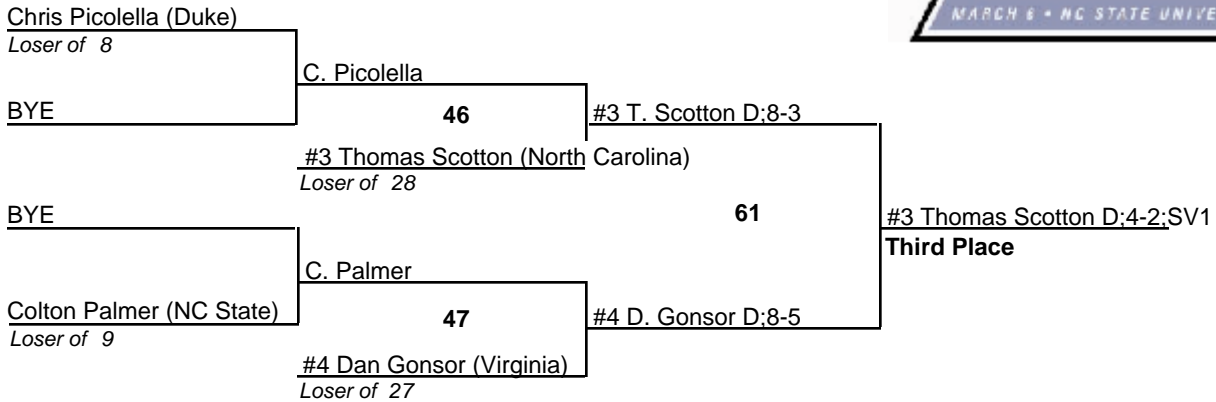 MARCH 6 • NC STATE UNIVE
Chris Picolella (Duke)
Loser of 8
C. Picolella
BYE
46
#3 T. Scotton D;8-3
#3 Thomas Scotton (North Carolina)
Loser of 28
BYE
61
#3 Thomas Scotton D;4-2;SV1
Third Place
C. Palmer
Colton Palmer (NC State)
Loser of 9
47
#4 D. Gonsor D;8-5
#4 Dan Gonsor (Virginia)
Loser of 27